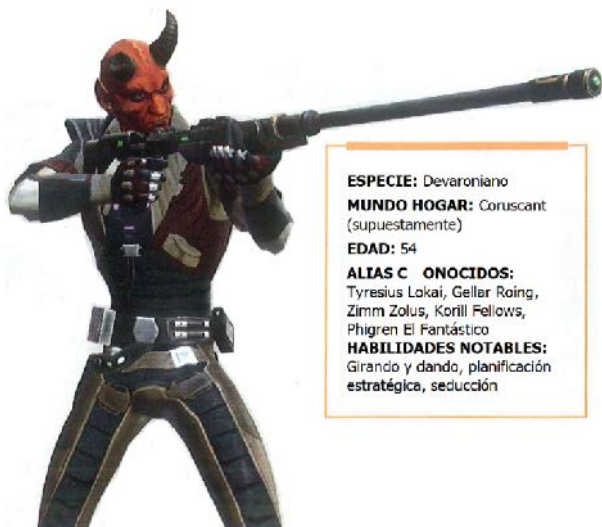 ESPECIE: Devaroniano
MUNDO HOGAR: Coruscant
(supuestamente)
EDAD: 54
ALIAS C ONOCIDOS:
Tyresius Lokai, Gellar Roing,
Zimm Zolus, Korill Fellows,
Phigren El Fantástico
HABILIDADES NOTABLES:
Girando y dando, planificación
estratégica, seducción